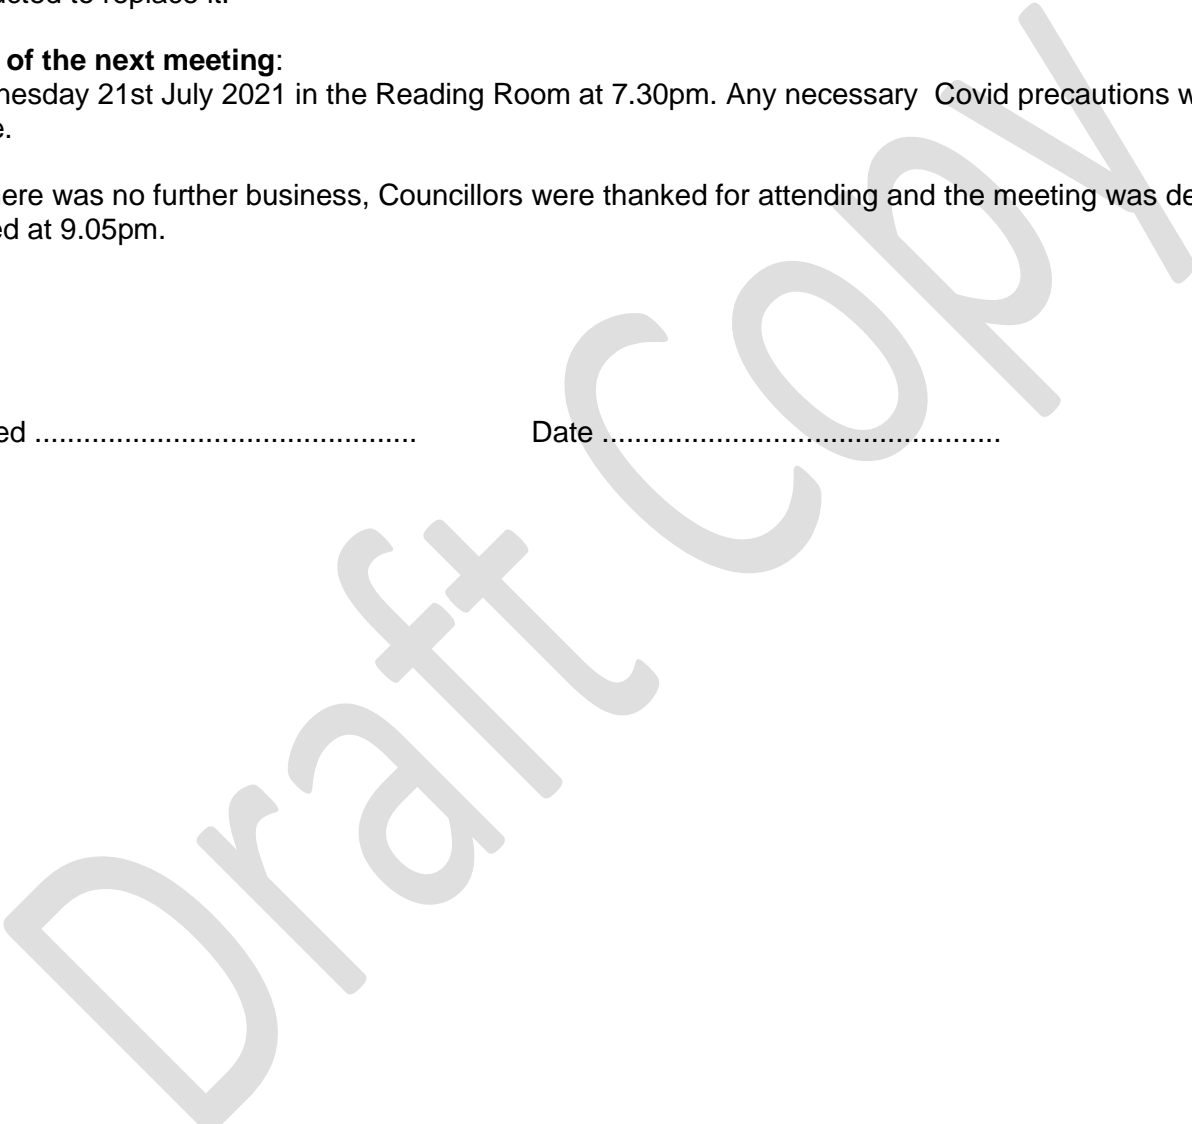 to replace it.
of the next meeting:
nesday 21st July 2021 in the Reading Room at 7.30pm. Any necessary  Covid precautions w
e.
ere was no further business, Councillors were thanked for attending and the meeting was de
ed at 9.05pm.
ed ............................................... Date .................................................
Draft Copy